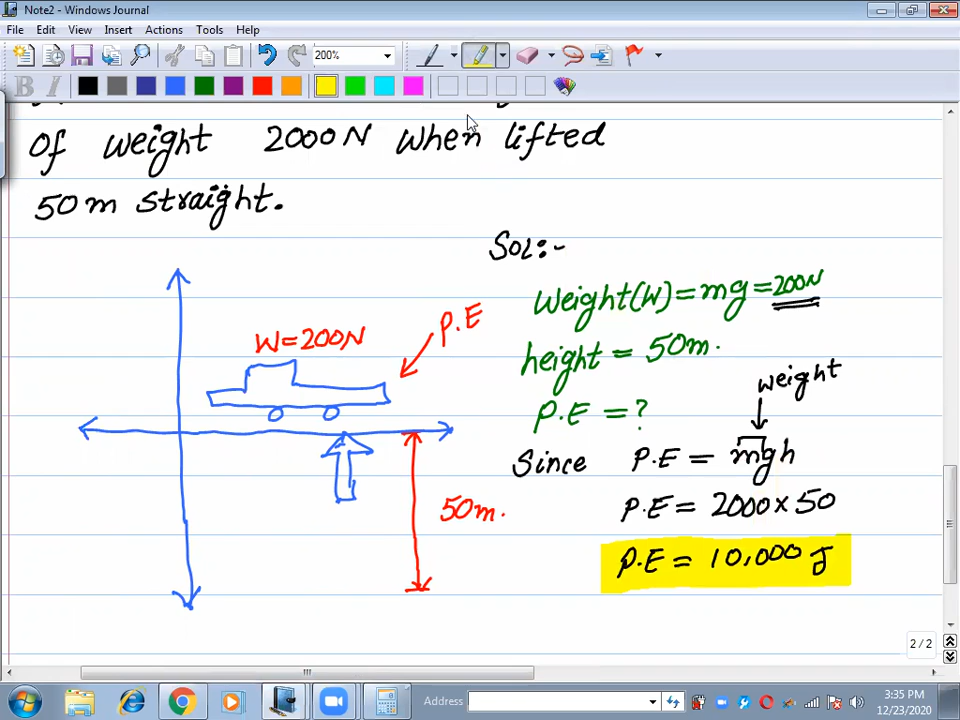 Note2 - Windows Journal
File Edit View Insert Actions Tools Help
200%
B I
of weight 2000N when lifted
50m straight.
Sol:-
Weight(W)=mg=200N
W=200N
P.E
height = 50m.
weight
P.E = ?
Since P.E = mgh
50m.
P.E = 2000×50
P.E = 10,000 J
2 / 2
Address
3:35 PM
12/23/2020